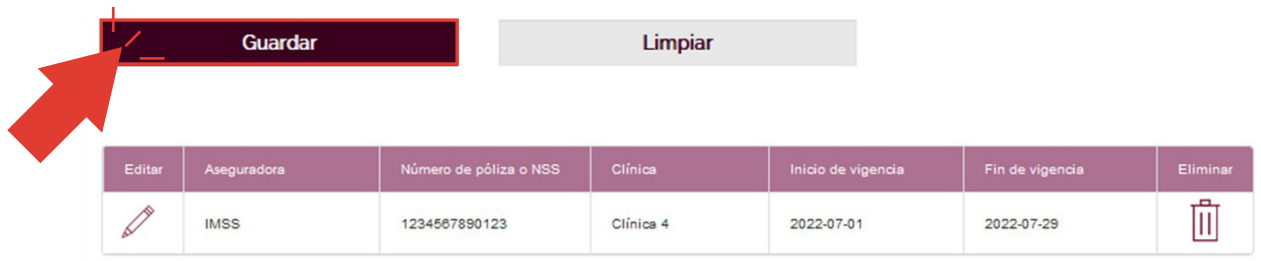 Guardar Limpiar
Editar Aseguradora Número de póliza o NSS Clínica Inicio de vigencia Fin de vigencia Eliminar
IMSS 1234567890123 Clínica 4 2022-07-01 2022-07-29